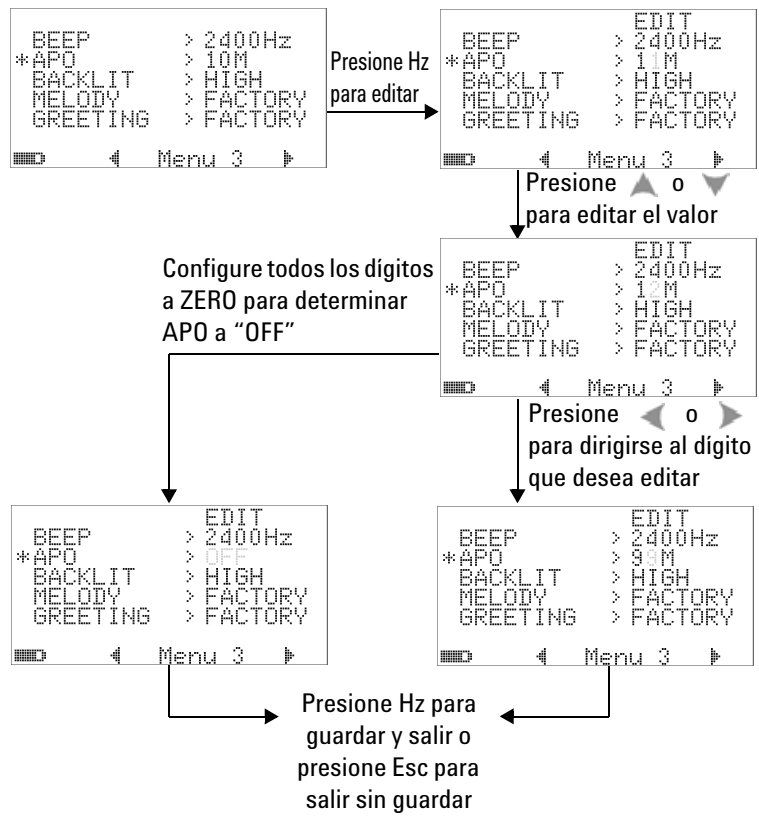 BEEP > 2400Hz
*APO > 10M
BACKLIT > HIGH
MELODY > FACTORY
GREETING > FACTORY
Menu 3
Presione Hz
para editar
EDIT
BEEP > 2400Hz
*APO > 11M
BACKLIT > HIGH
MELODY > FACTORY
GREETING > FACTORY
Menu 3
Presione ▲ o ▼
para editar el valor
Configure todos los dígitos
a ZERO para determinar
APO a “OFF”
EDIT
BEEP > 2400Hz
*APO > 12M
BACKLIT > HIGH
MELODY > FACTORY
GREETING > FACTORY
Menu 3
Presione ◀ o ▶
para dirigirse al dígito
que desea editar
EDIT
BEEP > 2400Hz
*APO > OFF
BACKLIT > HIGH
MELODY > FACTORY
GREETING > FACTORY
Menu 3
EDIT
BEEP > 2400Hz
*APO > 99M
BACKLIT > HIGH
MELODY > FACTORY
GREETING > FACTORY
Menu 3
Presione Hz para
guardar y salir o
presione Esc para
salir sin guardar